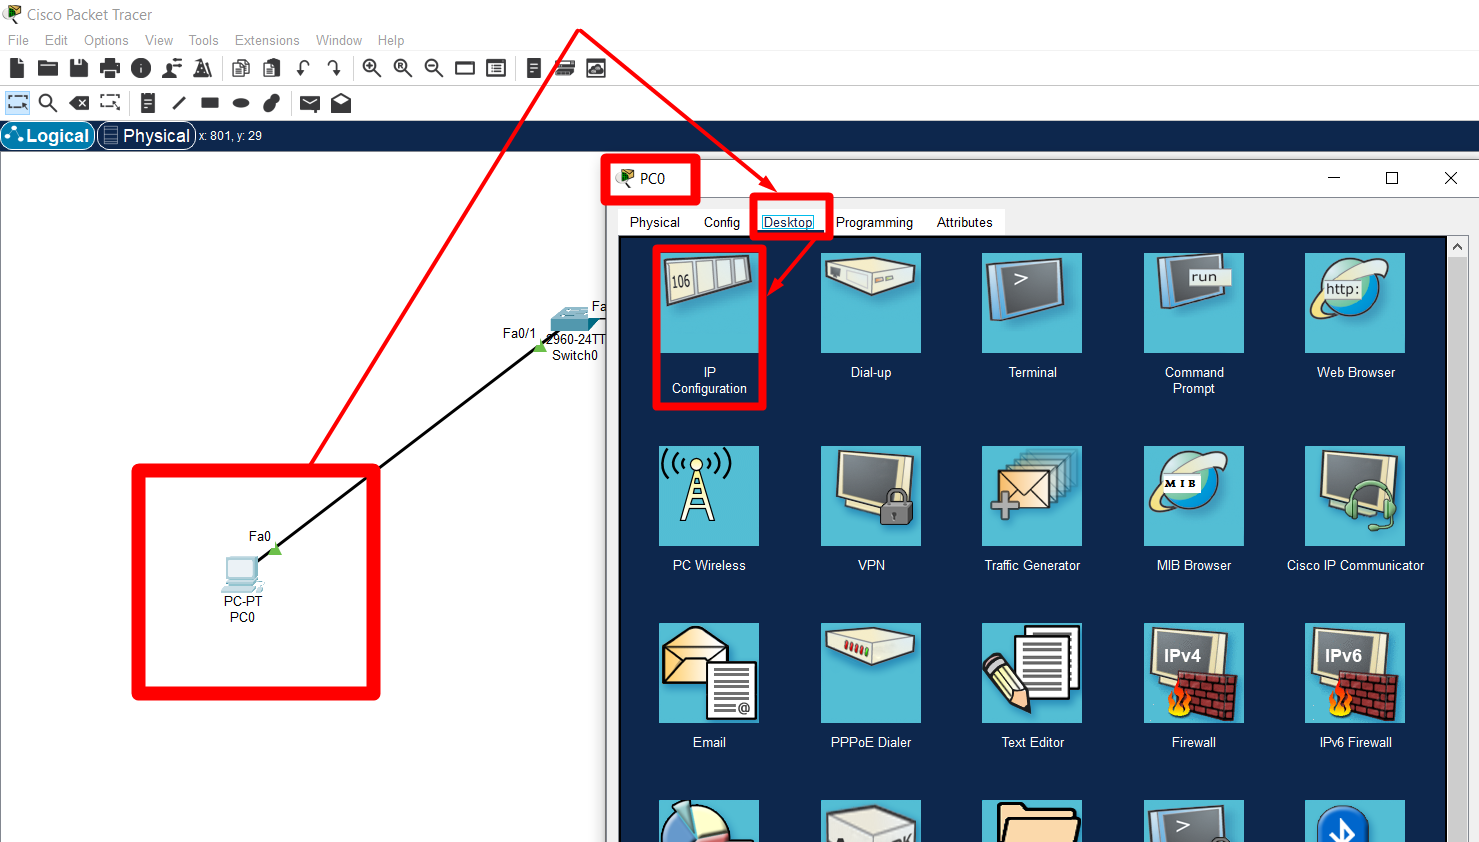 Cisco Packet Tracer
File Edit Options View Tools Extensions Window Help
Logical Physical x: 801, y: 29
PC0
Physical Config Desktop Programming Attributes
106
>
run
http:
IP
Configuration
Dial-up
Terminal
Command
Prompt
Web Browser
Fa0/1
Fa
2960-24TT
Switch0
MIB
PC Wireless
VPN
Traffic Generator
MIB Browser
Cisco IP Communicator
Fa0
PC-PT
PC0
@
IPv4
IPv6
Email
PPPoE Dialer
Text Editor
Firewall
IPv6 Firewall
>